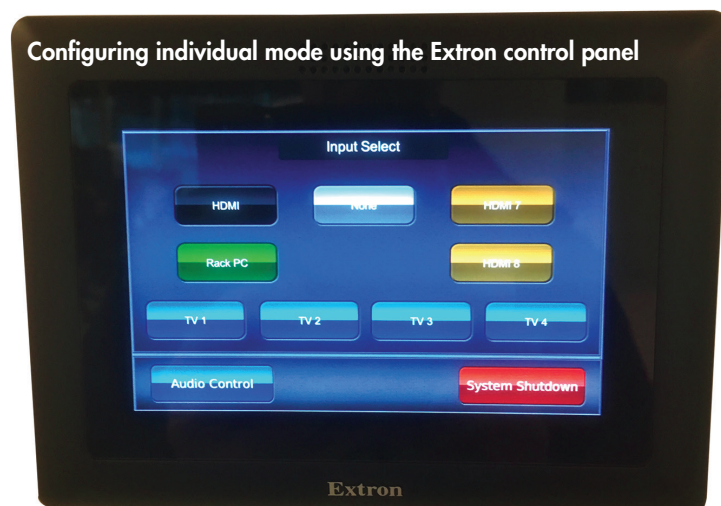 Configuring individual mode using the Extron control panel
Input Select
HDMI
None
HDMI 7
Rack PC
HDMI 8
TV 1
TV 2
TV 3
TV 4
Audio Control
System Shutdown
Extron